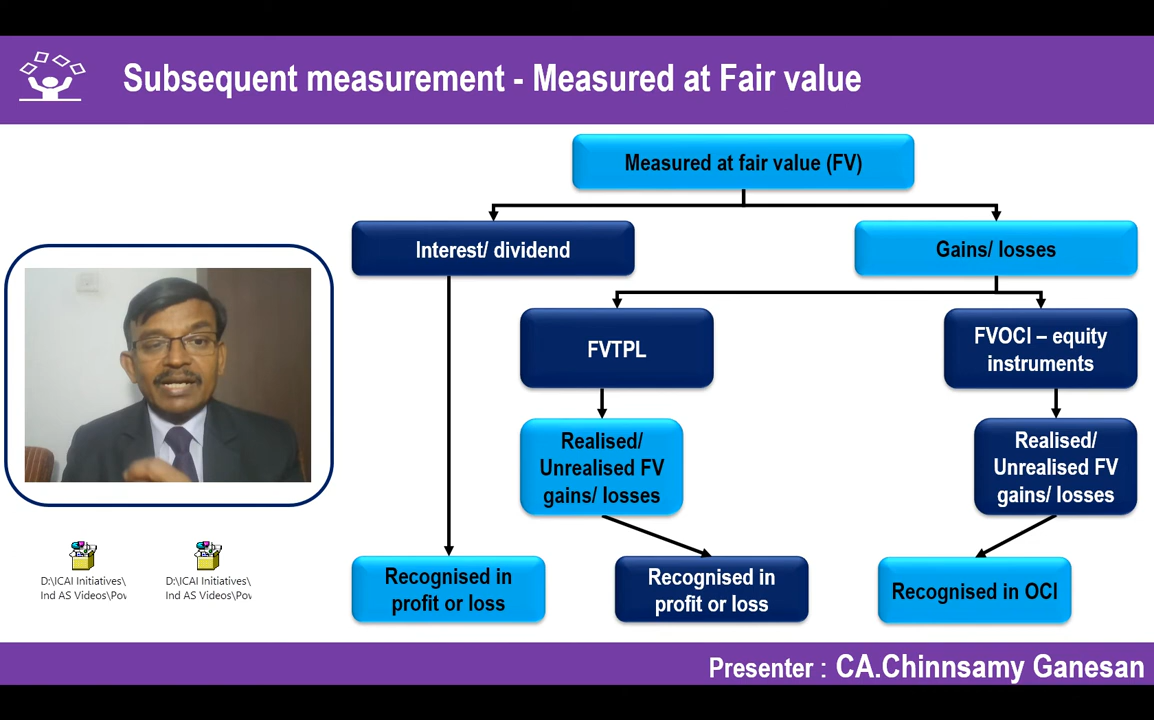 Subsequent measurement - Measured at Fair value
Measured at fair value (FV)
Interest/ dividend
Gains/ losses
FVTPL
FVOCI – equity
instruments
Realised/
Unrealised FV
gains/ losses
Realised/
Unrealised FV
gains/ losses
D:\ICAI Initiatives\
Ind AS Videos\Pov
D:\ICAI Initiatives\
Ind AS Videos\Pov
Recognised in
profit or loss
Recognised in
profit or loss
Recognised in OCI
Presenter : CA.Chinnsamy Ganesan